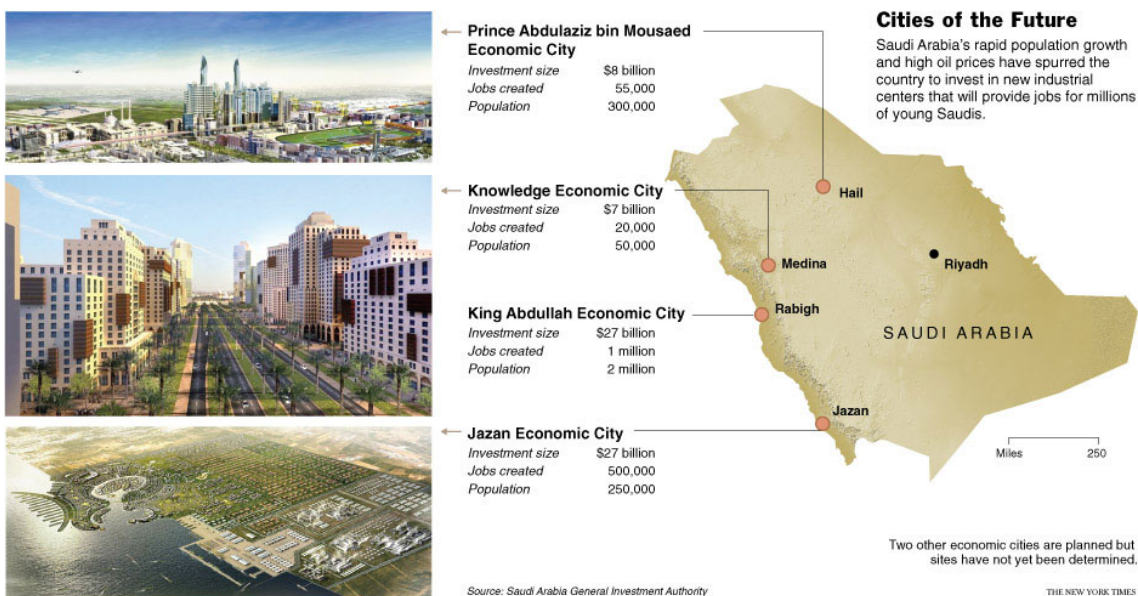 Cities of the Future
Saudi Arabia's rapid population growth
and high oil prices have spurred the
country to invest in new industrial
centers that will provide jobs for millions
of young Saudis.
Prince Abdulaziz bin Mousaed
Economic City
Investment size $8 billion
Jobs created 55,000
Population 300,000
Knowledge Economic City
Investment size $7 billion
Jobs created 20,000
Population 50,000
King Abdullah Economic City
Investment size $27 billion
Jobs created 1 million
Population 2 million
Jazan Economic City
Investment size $27 billion
Jobs created 500,000
Population 250,000
Hail
Medina
Riyadh
Rabigh
SAUDI ARABIA
Jazan
Miles 250
Two other economic cities are planned but
sites have not yet been determined.
Source: Saudi Arabia General Investment Authority
THE NEW YORK TIMES